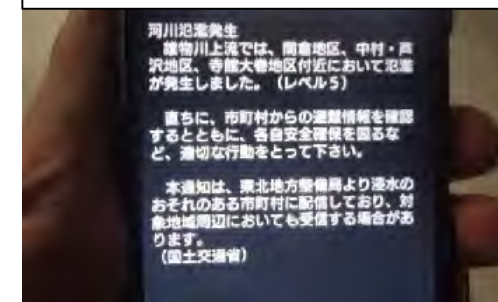 河川氾濫発生
雄物川上流では、間倉地区、中村・芦
沢地区、寺館大巻地区付近において氾濫
が発生しました。(レベル5)
直ちに、市町村からの避難情報を確認
するとともに、各自安全確保を図るな
ど、適切な行動をとって下さい。
本通知は、東北地方整備局より浸水の
おそれのある市町村に配信しており、対
象地域周辺においても受信する場合があ
ります。
(国土交通省)